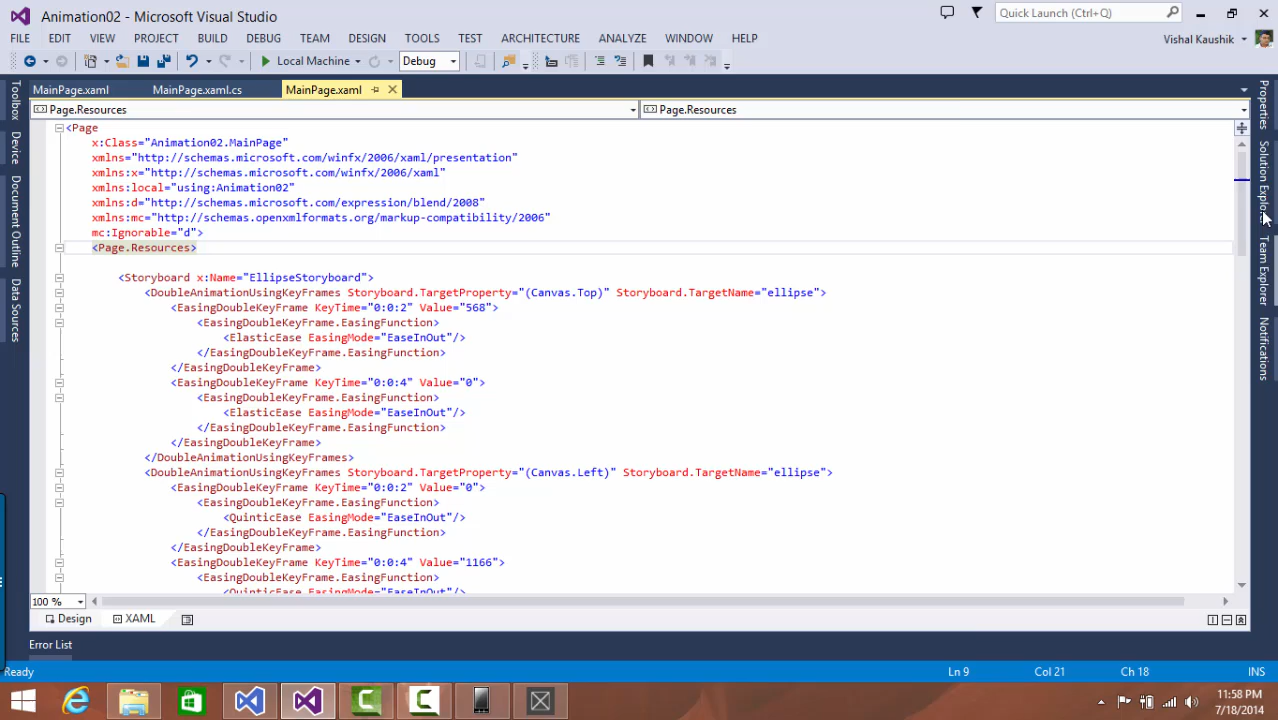 Animation02 - Microsoft Visual Studio
Quick Launch (Ctrl+Q)
FILE EDIT VIEW PROJECT BUILD DEBUG TEAM DESIGN TOOLS TEST ARCHITECTURE ANALYZE WINDOW HELP
Vishal Kaushik
Local Machine Debug
MainPage.xaml MainPage.xaml.cs MainPage.xaml
Page.Resources Page.Resources
Toolbox
Device
Document Outline
Data Sources
<Page
x:Class="Animation02.MainPage"
xmlns="http://schemas.microsoft.com/winfx/2006/xaml/presentation"
xmlns:x="http://schemas.microsoft.com/winfx/2006/xaml"
xmlns:local="using:Animation02"
xmlns:d="http://schemas.microsoft.com/expression/blend/2008"
xmlns:mc="http://schemas.openxmlformats.org/markup-compatibility/2006"
mc:Ignorable="d">
<Page.Resources>
<Storyboard x:Name="EllipseStoryboard">
<DoubleAnimationUsingKeyFrames Storyboard.TargetProperty="(Canvas.Top)" Storyboard.TargetName="ellipse">
<EasingDoubleKeyFrame KeyTime="0:0:2" Value="568">
<EasingDoubleKeyFrame.EasingFunction>
<ElasticEase EasingMode="EaseInOut"/>
</EasingDoubleKeyFrame.EasingFunction>
</EasingDoubleKeyFrame>
<EasingDoubleKeyFrame KeyTime="0:0:4" Value="0">
<EasingDoubleKeyFrame.EasingFunction>
<ElasticEase EasingMode="EaseInOut"/>
</EasingDoubleKeyFrame.EasingFunction>
</EasingDoubleKeyFrame>
</DoubleAnimationUsingKeyFrames>
<DoubleAnimationUsingKeyFrames Storyboard.TargetProperty="(Canvas.Left)" Storyboard.TargetName="ellipse">
<EasingDoubleKeyFrame KeyTime="0:0:2" Value="0">
<EasingDoubleKeyFrame.EasingFunction>
<QuinticEase EasingMode="EaseInOut"/>
</EasingDoubleKeyFrame.EasingFunction>
</EasingDoubleKeyFrame>
<EasingDoubleKeyFrame KeyTime="0:0:4" Value="1166">
<EasingDoubleKeyFrame.EasingFunction>
<QuinticEase EasingMode="EaseInOut"/>
Properties
Solution Explo
Team Explorer
Notifications
100 %
Design XAML
Error List
Ready Ln 9 Col 21 Ch 18 INS
11:58 PM
7/18/2014